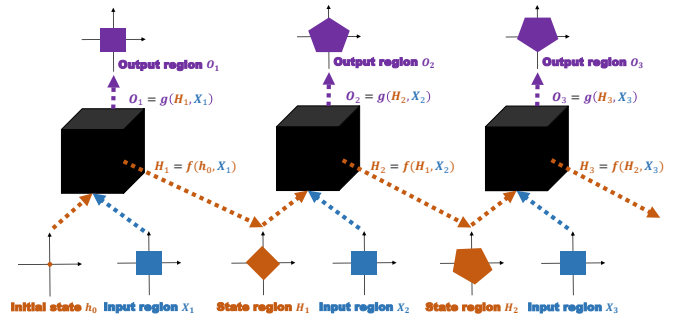 Output region O₁
Output region O₂
Output region O₃
O₁ = g(H₁, X₁)
O₂ = g(H₂, X₂)
O₃ = g(H₃, X₃)
H₁ = f(h₀, X₁)
H₂ = f(H₁, X₂)
H₃ = f(H₂, X₃)
Initial state h₀
Input region X₁
State region H₁
Input region X₂
State region H₂
Input region X₃